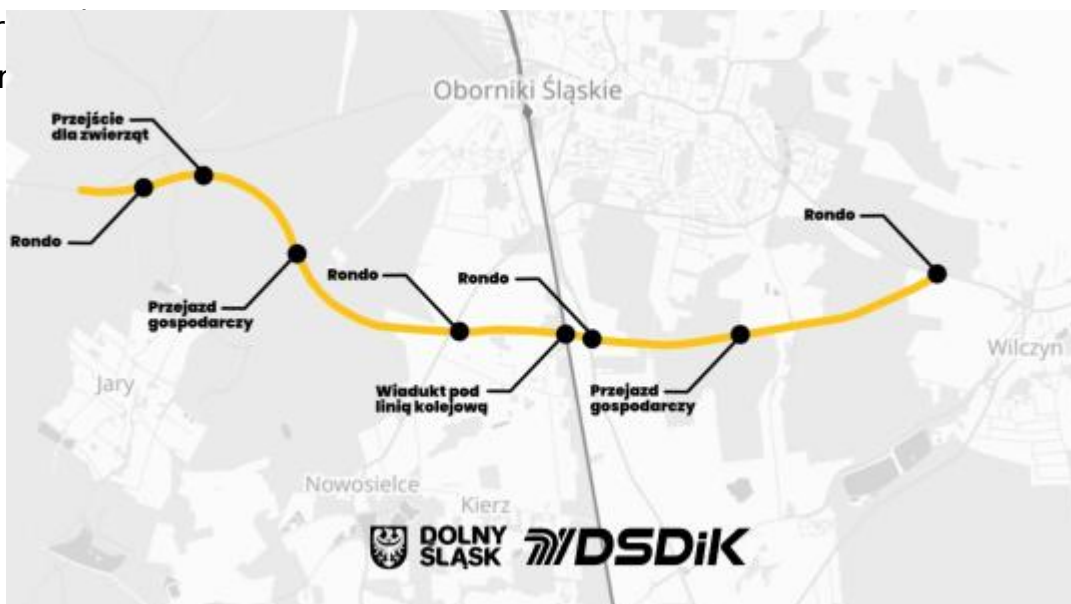 Oborniki Śląskie
Przejście
dla zwierząt
Rondo
Rondo
Rondo
Rondo
Przejazd
gospodarczy
Wilczyn
Jary
Wiadukt pod
linią kolejową
Przejazd
gospodarczy
Nowosielce
Kierz
DOLNY
ŚLĄSK
DSDiK